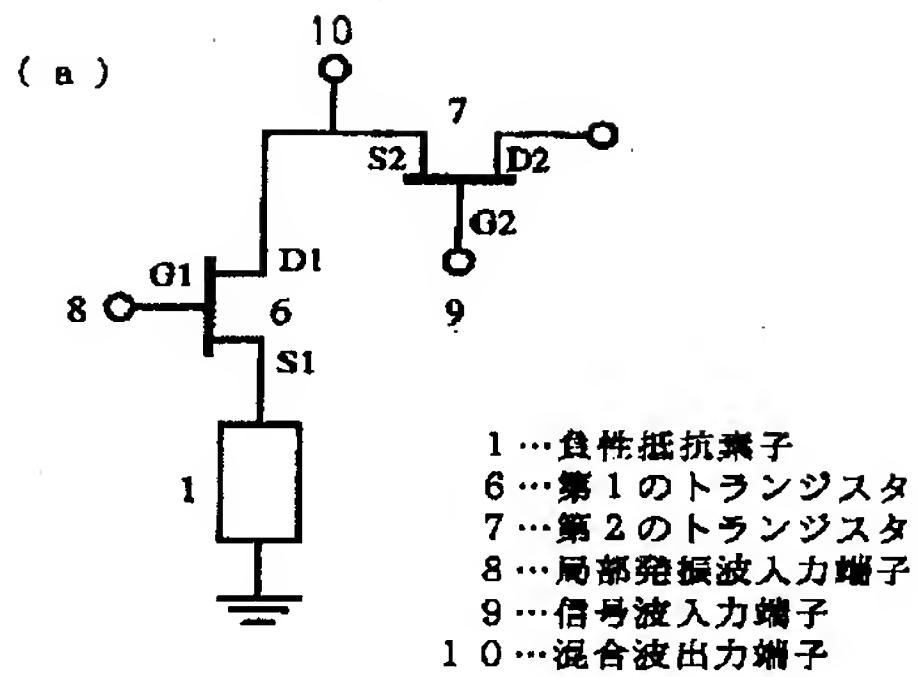 (a)
10
7
S2
D2
G2
D1
G1
8
6
9
S1
1
1…負性抵抗素子
6…第1のトランジスタ
7…第2のトランジスタ
8…局部発振波入力端子
9…信号波入力端子
10…混合波出力端子